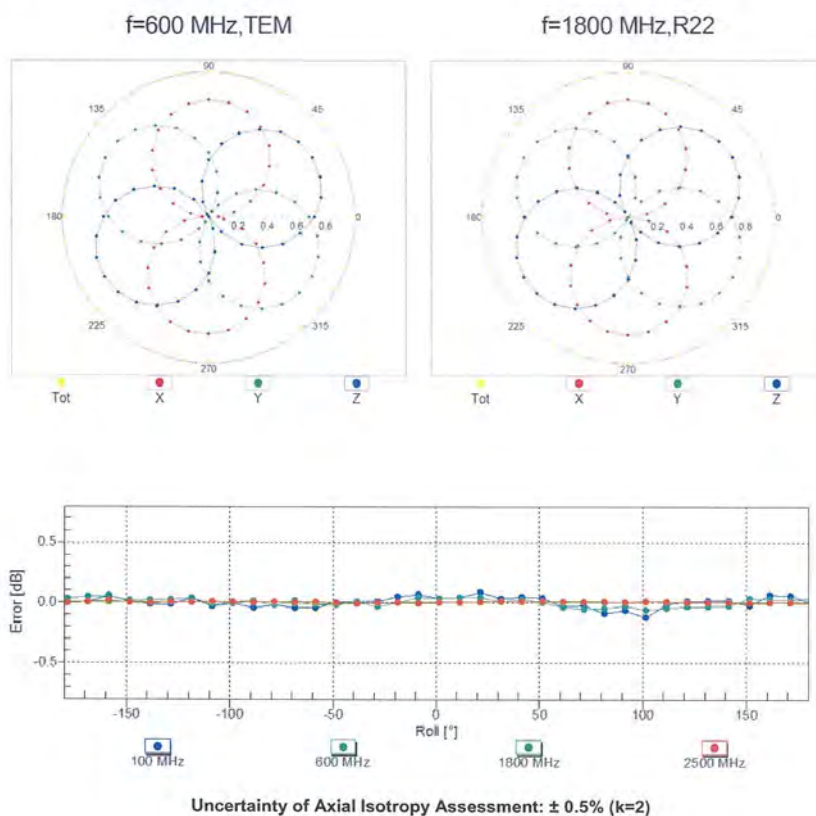 f=600 MHz,TEM
f=1800 MHz,R22
90
135
45
180
0.2 0.4 0.6 0.8
0
225
315
270
Tot X Y Z
90
135
45
180
0.2 0.4 0.6 0.8
0
225
315
270
Tot X Y Z
Error [dB]
0.5
0.0
-0.5
-150 -100 -50 0 50 100 150
Roll [°]
100 MHz 600 MHz 1800 MHz 2500 MHz
Uncertainty of Axial Isotropy Assessment: ± 0.5% (k=2)